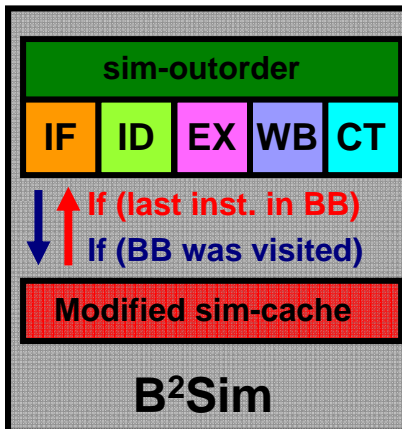 sim-outorder
IF ID EX WB CT
If (last inst. in BB)
If (BB was visited)
Modified sim-cache
B²Sim